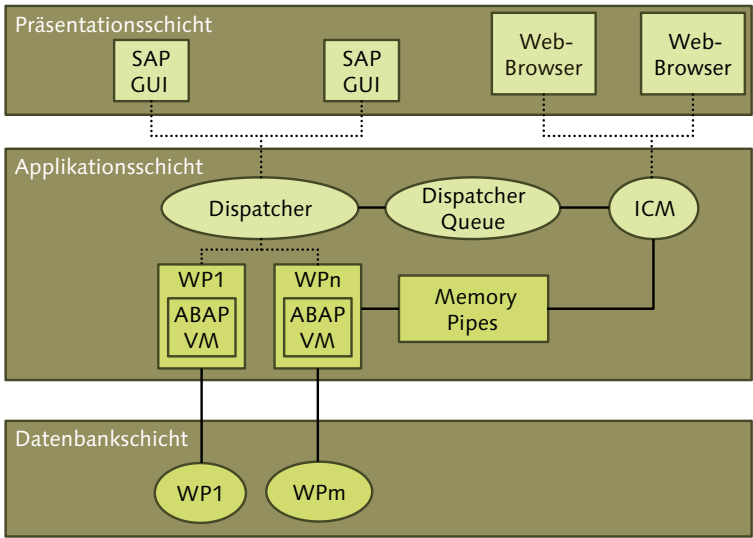 Präsentationsschicht
SAP
GUI
SAP
GUI
Web-
Browser
Web-
Browser
Applikationsschicht
Dispatcher
Dispatcher
Queue
ICM
WP1
ABAP
VM
WPn
ABAP
VM
Memory
Pipes
Datenbankschicht
WP1
WPm